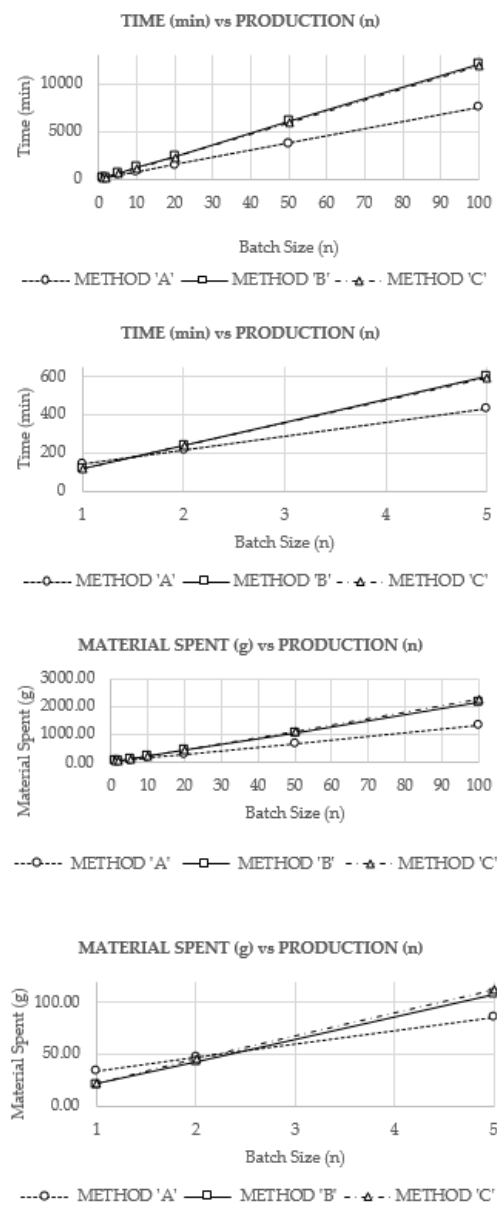 TIME (min) vs PRODUCTION (n)
Time (min)
10000
5000
0
0 10 20 30 40 50 60 70 80 90 100
Batch Size (n)
METHOD 'A' METHOD 'B' METHOD 'C'
TIME (min) vs PRODUCTION (n)
Time (min)
600
400
200
0
1 2 3 4 5
Batch Size (n)
METHOD 'A' METHOD 'B' METHOD 'C'
MATERIAL SPENT (g) vs PRODUCTION (n)
Material Spent (g)
3000.00
2000.00
1000.00
0.00
0 10 20 30 40 50 60 70 80 90 100
Batch Size (n)
METHOD 'A' METHOD 'B' METHOD 'C'
MATERIAL SPENT (g) vs PRODUCTION (n)
Material Spent (g)
100.00
50.00
0.00
1 2 3 4 5
Batch Size (n)
METHOD 'A' METHOD 'B' METHOD 'C'